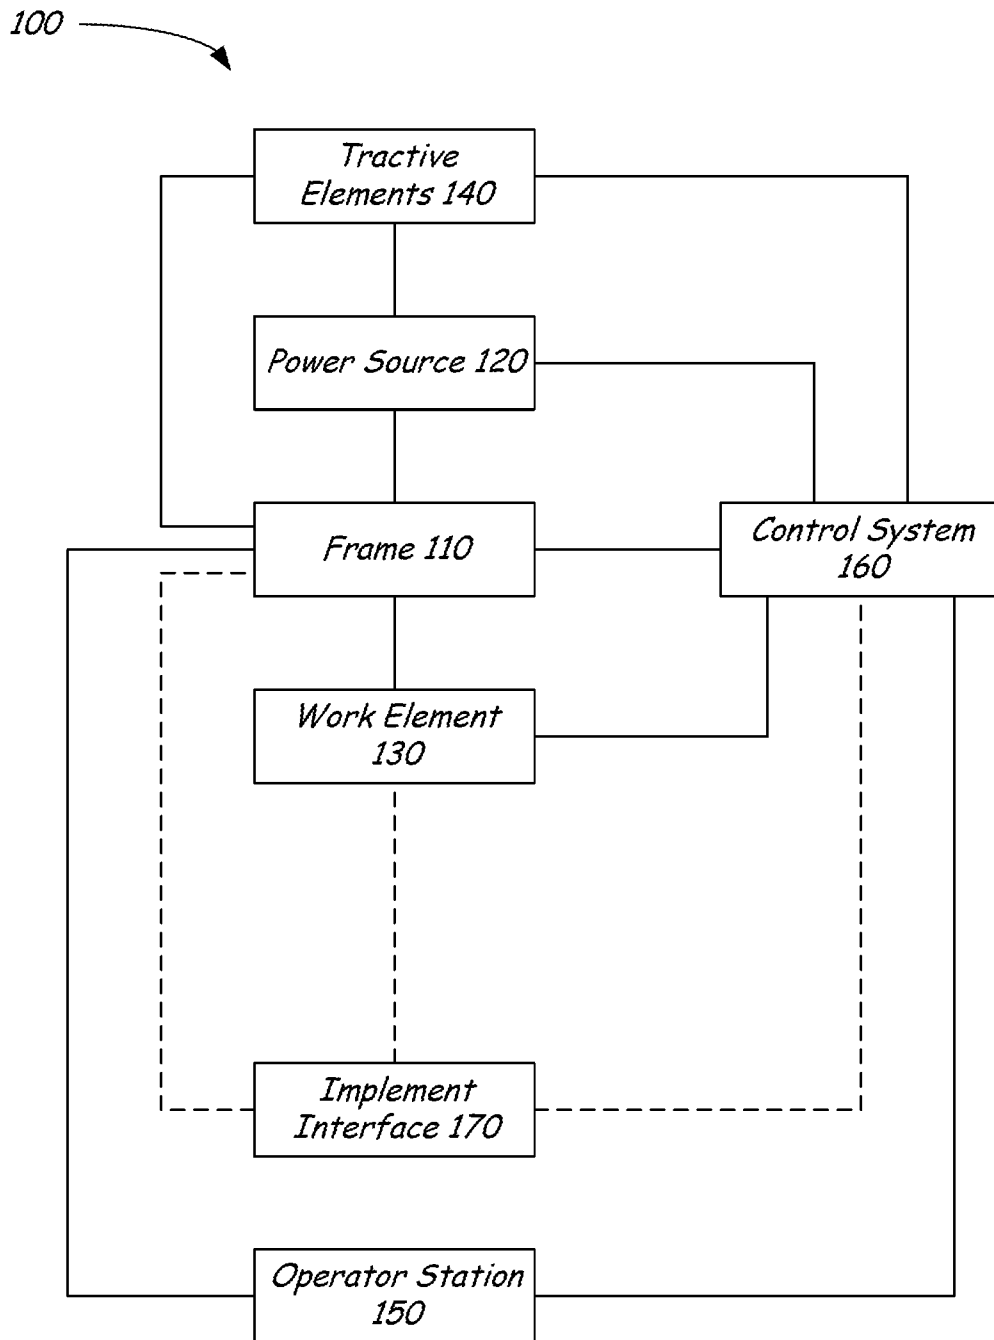 100
Tractive
Elements 140
Power Source 120
Frame 110
Control System
160
Work Element
130
Implement
Interface 170
Operator Station
150